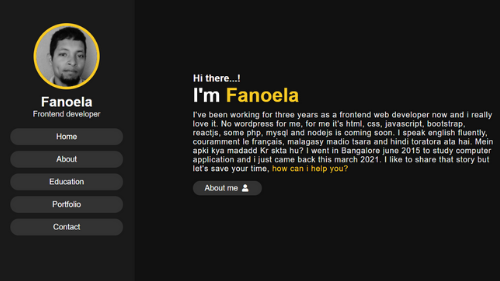 Fanoela
Frontend developer
Home
About
Education
Portfolio
Contact
Hi there...!
I'm Fanoela
I've been working for three years as a frontend web developer now and i really
love it. No wordpress for me, for me it's html, css, javascript, bootstrap,
reactjs, some php, mysql and nodejs is coming soon. I speak english fluently,
couramment le français, malagasy madio tsara and hindi toratora ata hai. Mein
apki kya madadd Kr skta hu? I went in Bangalore june 2015 to study computer
application and i just came back this march 2021. I like to share that story but
let's save your time, how can i help you?
About me